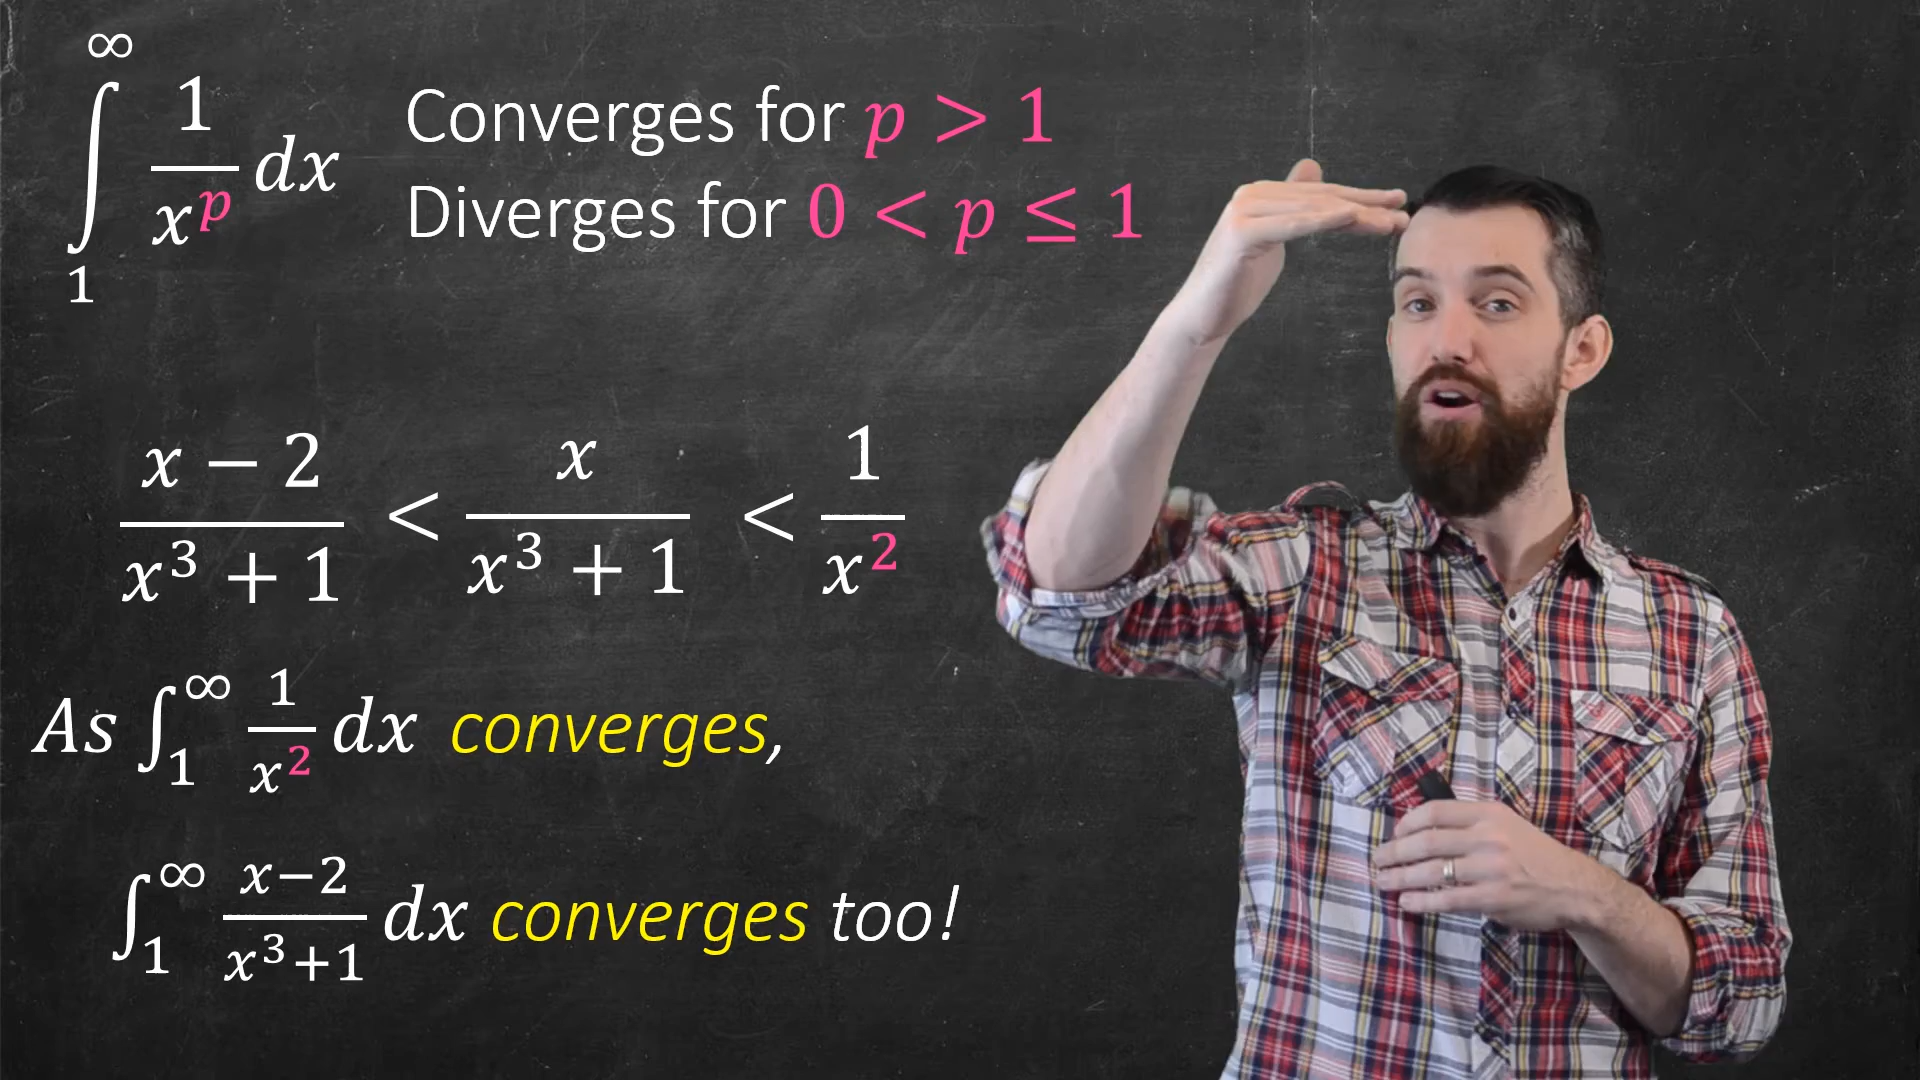 ∫₁^∞ 1/x^p dx Converges for p > 1
Diverges for 0 < p ≤ 1
x − 2 / x³ + 1 < x / x³ + 1 < 1 / x²
As ∫₁^∞ 1/x² dx converges,
∫₁^∞ x−2/x³+1 dx converges too!